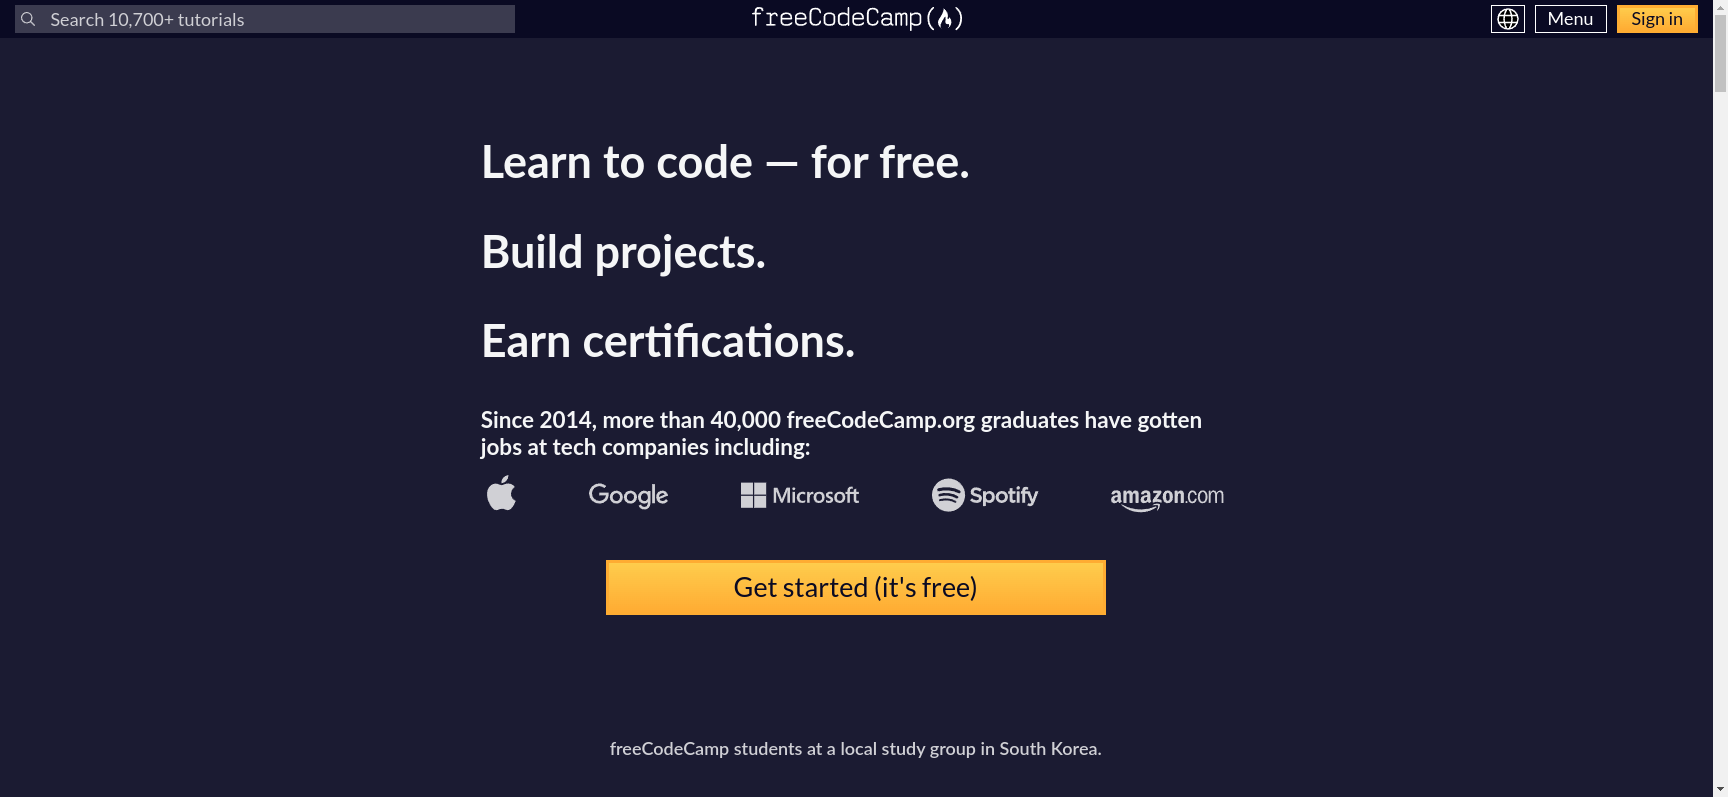 Search 10,700+ tutorials
freeCodeCamp
Menu
Sign in
Learn to code — for free.
Build projects.
Earn certifications.
Since 2014, more than 40,000 freeCodeCamp.org graduates have gotten
jobs at tech companies including:
Google
Microsoft
Spotify
amazon.com
Get started (it's free)
freeCodeCamp students at a local study group in South Korea.